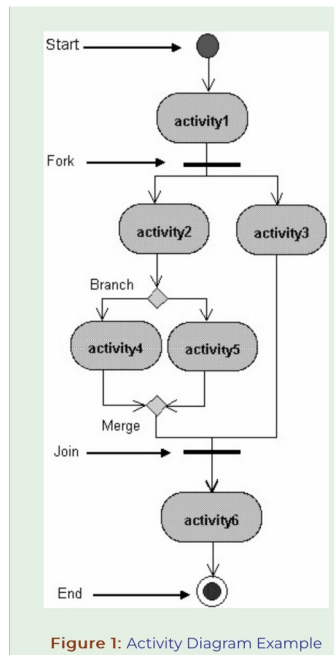 Start
activity1
Fork
activity2
activity3
Branch
activity4
activity5
Merge
Join
activity6
End
Figure 1: Activity Diagram Example